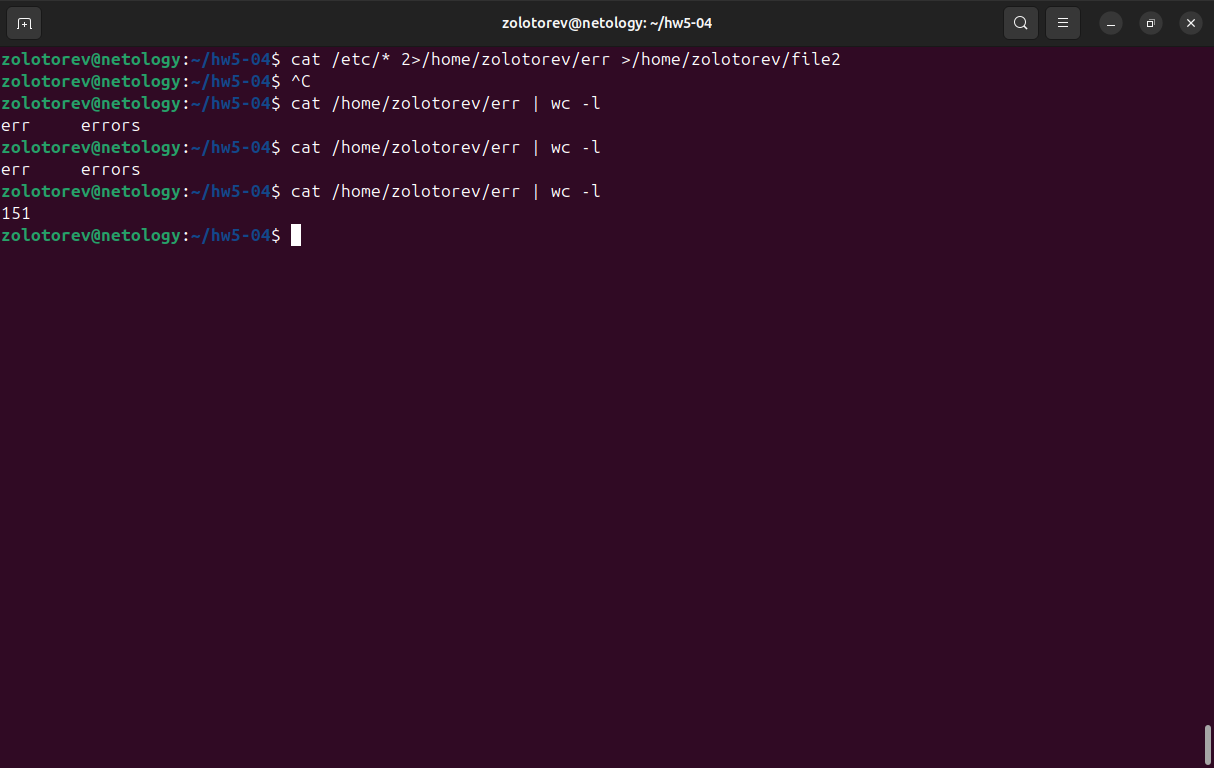 zolotorev@netology: ~/hw5-04
zolotorev@netology:~/hw5-04$ cat /etc/* 2>/home/zolotorev/err >/home/zolotorev/file2
zolotorev@netology:~/hw5-04$ ^C
zolotorev@netology:~/hw5-04$ cat /home/zolotorev/err | wc -l
err     errors
zolotorev@netology:~/hw5-04$ cat /home/zolotorev/err | wc -l
err     errors
zolotorev@netology:~/hw5-04$ cat /home/zolotorev/err | wc -l
151
zolotorev@netology:~/hw5-04$